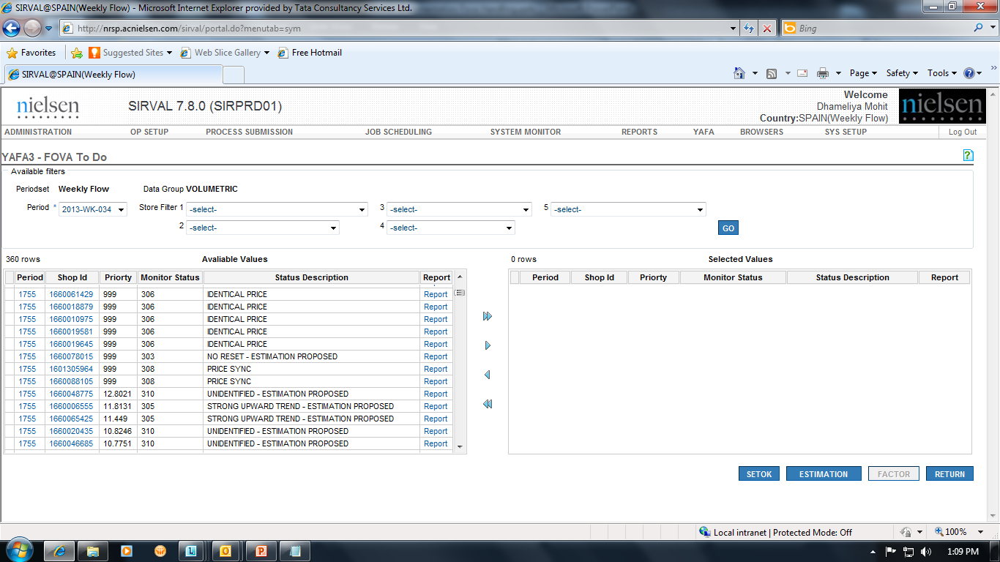 SIRVAL@SPAIN(Weekly Flow) - Microsoft Internet Explorer provided by Tata Consultancy Services Ltd.
http://nrsp.acnielsen.com/sirval/portal.do?menutab=sym Bing
Favorites Suggested Sites Web Slice Gallery Free Hotmail
SIRVAL@SPAIN(Weekly Flow) Page Safety Tools
nielsen SIRVAL 7.8.0 (SIRPRD01) Welcome nielsen
Dhameliya Mohit
Country:SPAIN(Weekly Flow)
ADMINISTRATION OP SETUP PROCESS SUBMISSION JOB SCHEDULING SYSTEM MONITOR REPORTS YAFA BROWSERS SYS SETUP Log Out
YAFA3 - FOVA To Do
Available filters
Periodset Weekly Flow Data Group VOLUMETRIC
Period * 2013-WK-034 Store Filter 1 -select- 3 -select- 5 -select-
2 -select- 4 -select- GO
360 rows Avaliable Values 0 rows Selected Values
Period Shop Id Priorty Monitor Status Status Description Report Period Shop Id Priorty Monitor Status Status Description Report
1755 1660061429 999 306 IDENTICAL PRICE Report
1755 1660018879 999 306 IDENTICAL PRICE Report
1755 1660010975 999 306 IDENTICAL PRICE Report
1755 1660019581 999 306 IDENTICAL PRICE Report
1755 1660019645 999 306 IDENTICAL PRICE Report
1755 1660078015 999 303 NO RESET - ESTIMATION PROPOSED Report
1755 1601305964 999 308 PRICE SYNC Report
1755 1660088105 999 308 PRICE SYNC Report
1755 1660048775 12.8021 310 UNIDENTIFIED - ESTIMATION PROPOSED Report
1755 1660006555 11.8131 305 STRONG UPWARD TREND - ESTIMATION PROPOSED Report
1755 1660065425 11.449 305 STRONG UPWARD TREND - ESTIMATION PROPOSED Report
1755 1660020435 10.8246 310 UNIDENTIFIED - ESTIMATION PROPOSED Report
1755 1660046685 10.7751 310 UNIDENTIFIED - ESTIMATION PROPOSED Report
SETOK ESTIMATION FACTOR RETURN
Local intranet | Protected Mode: Off 100%
1:09 PM